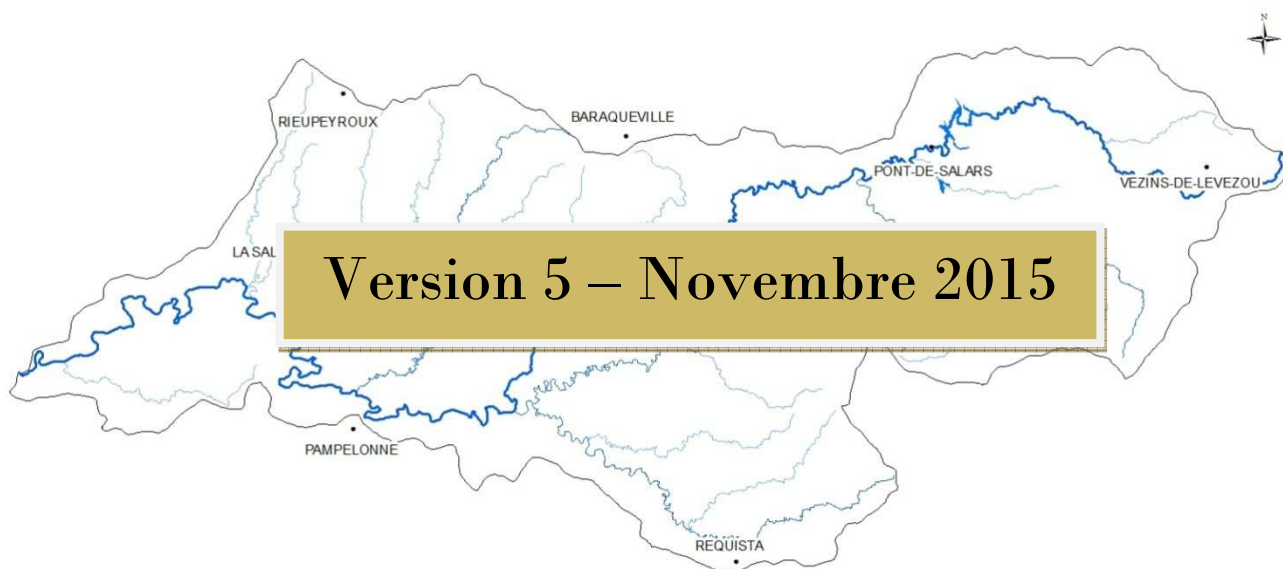 N
RIEUPEYROUX
BARAQUEVILLE
PONT-DE-SALARS
VEZINS-DE-LEVEZOU
LA SAL
Version 5 – Novembre 2015
PAMPELONNE
REQUISTA